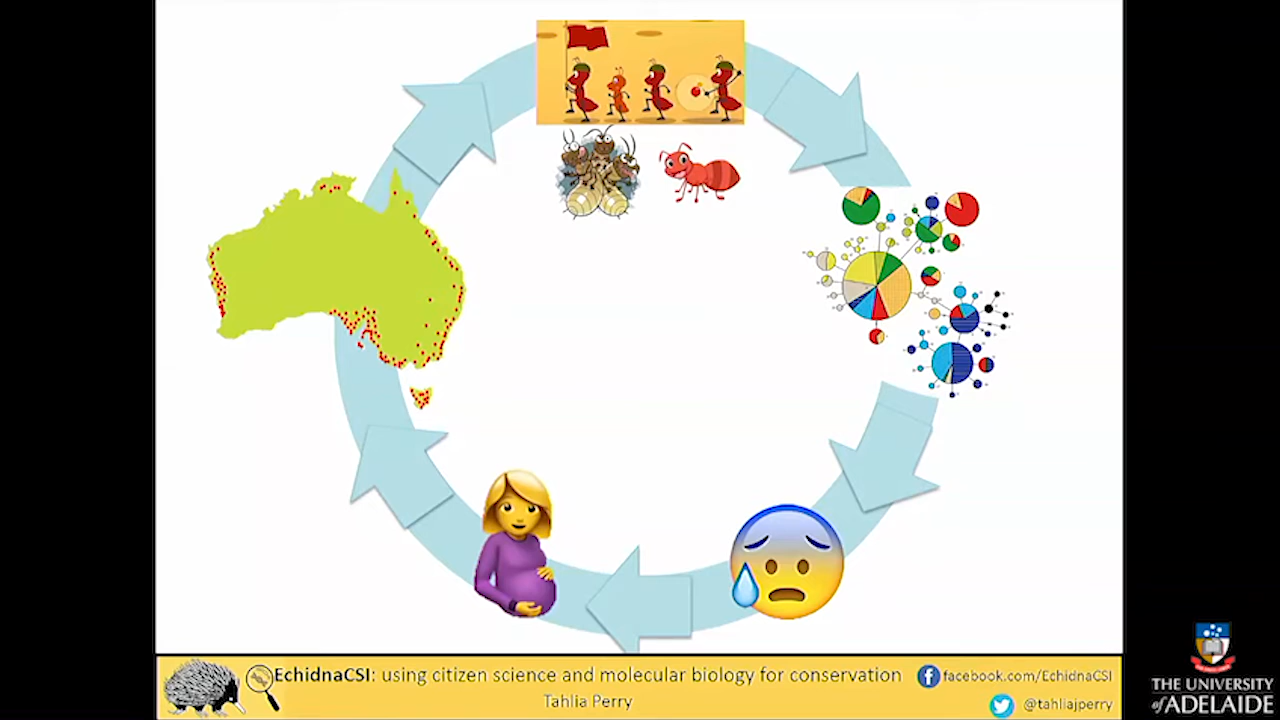 EchidnaCSI: using citizen science and molecular biology for conservation
Tahlia Perry
facebook.com/EchidnaCSI
@tahliajperry
THE UNIVERSITY
of ADELAIDE